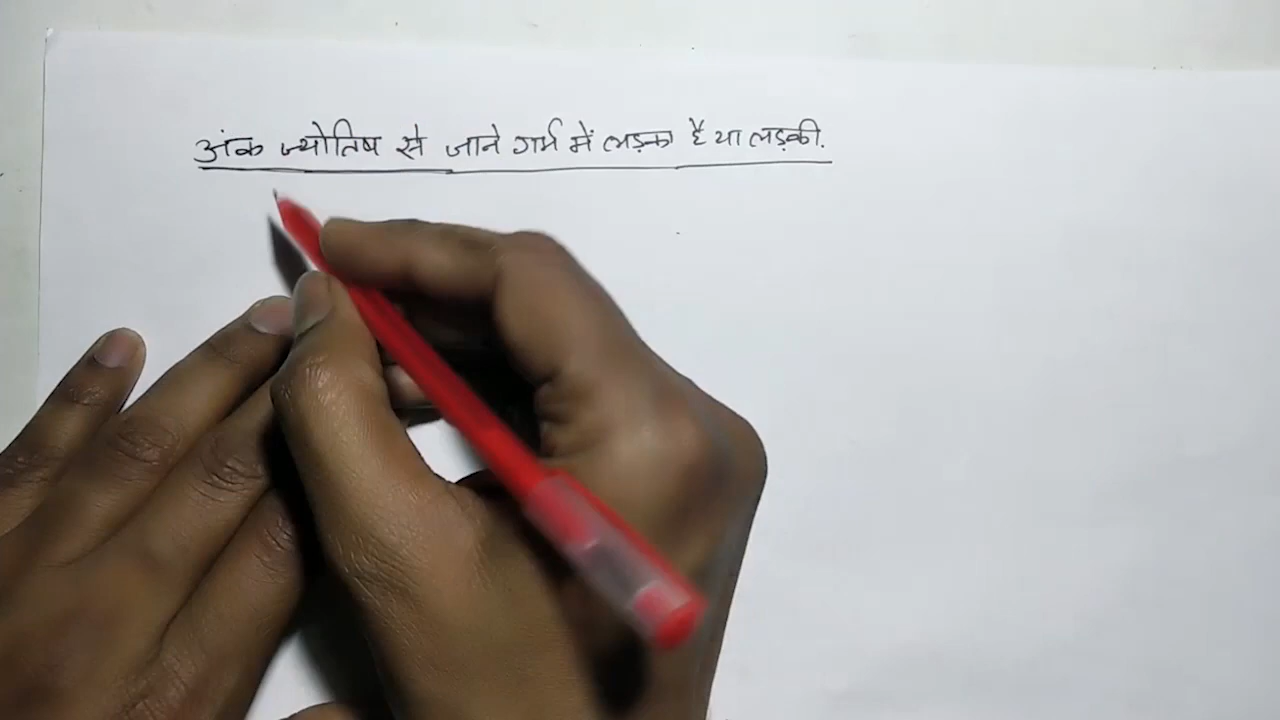 अंक ज्योतिष से जाने गर्भ में लड़का है या लड़की.